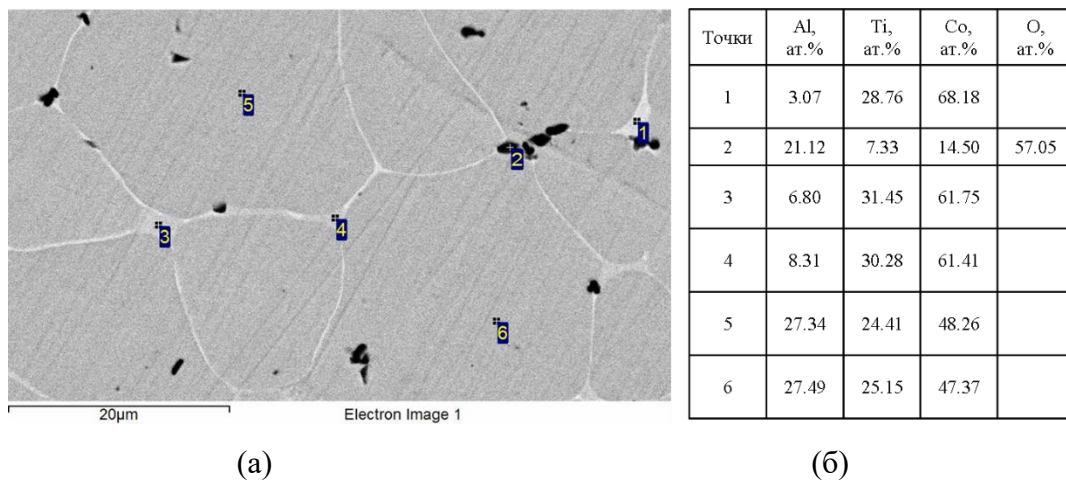 5
1
2
3
4
6
20µm
Electron Image 1
(а)
Точки Al, ат.% Ti, ат.% Co, ат.% O, ат.%
1 3.07 28.76 68.18
2 21.12 7.33 14.50 57.05
3 6.80 31.45 61.75
4 8.31 30.28 61.41
5 27.34 24.41 48.26
6 27.49 25.15 47.37
(б)